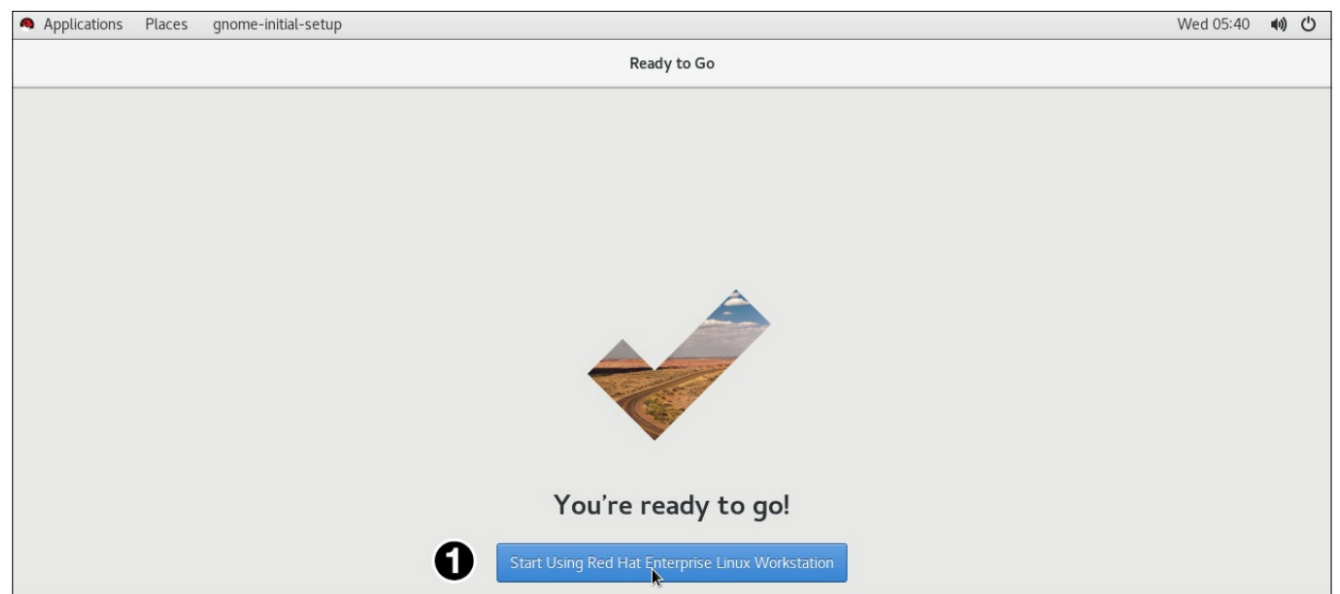 Applications Places gnome-initial-setup Wed 05:40
Ready to Go
You're ready to go!
1 Start Using Red Hat Enterprise Linux Workstation